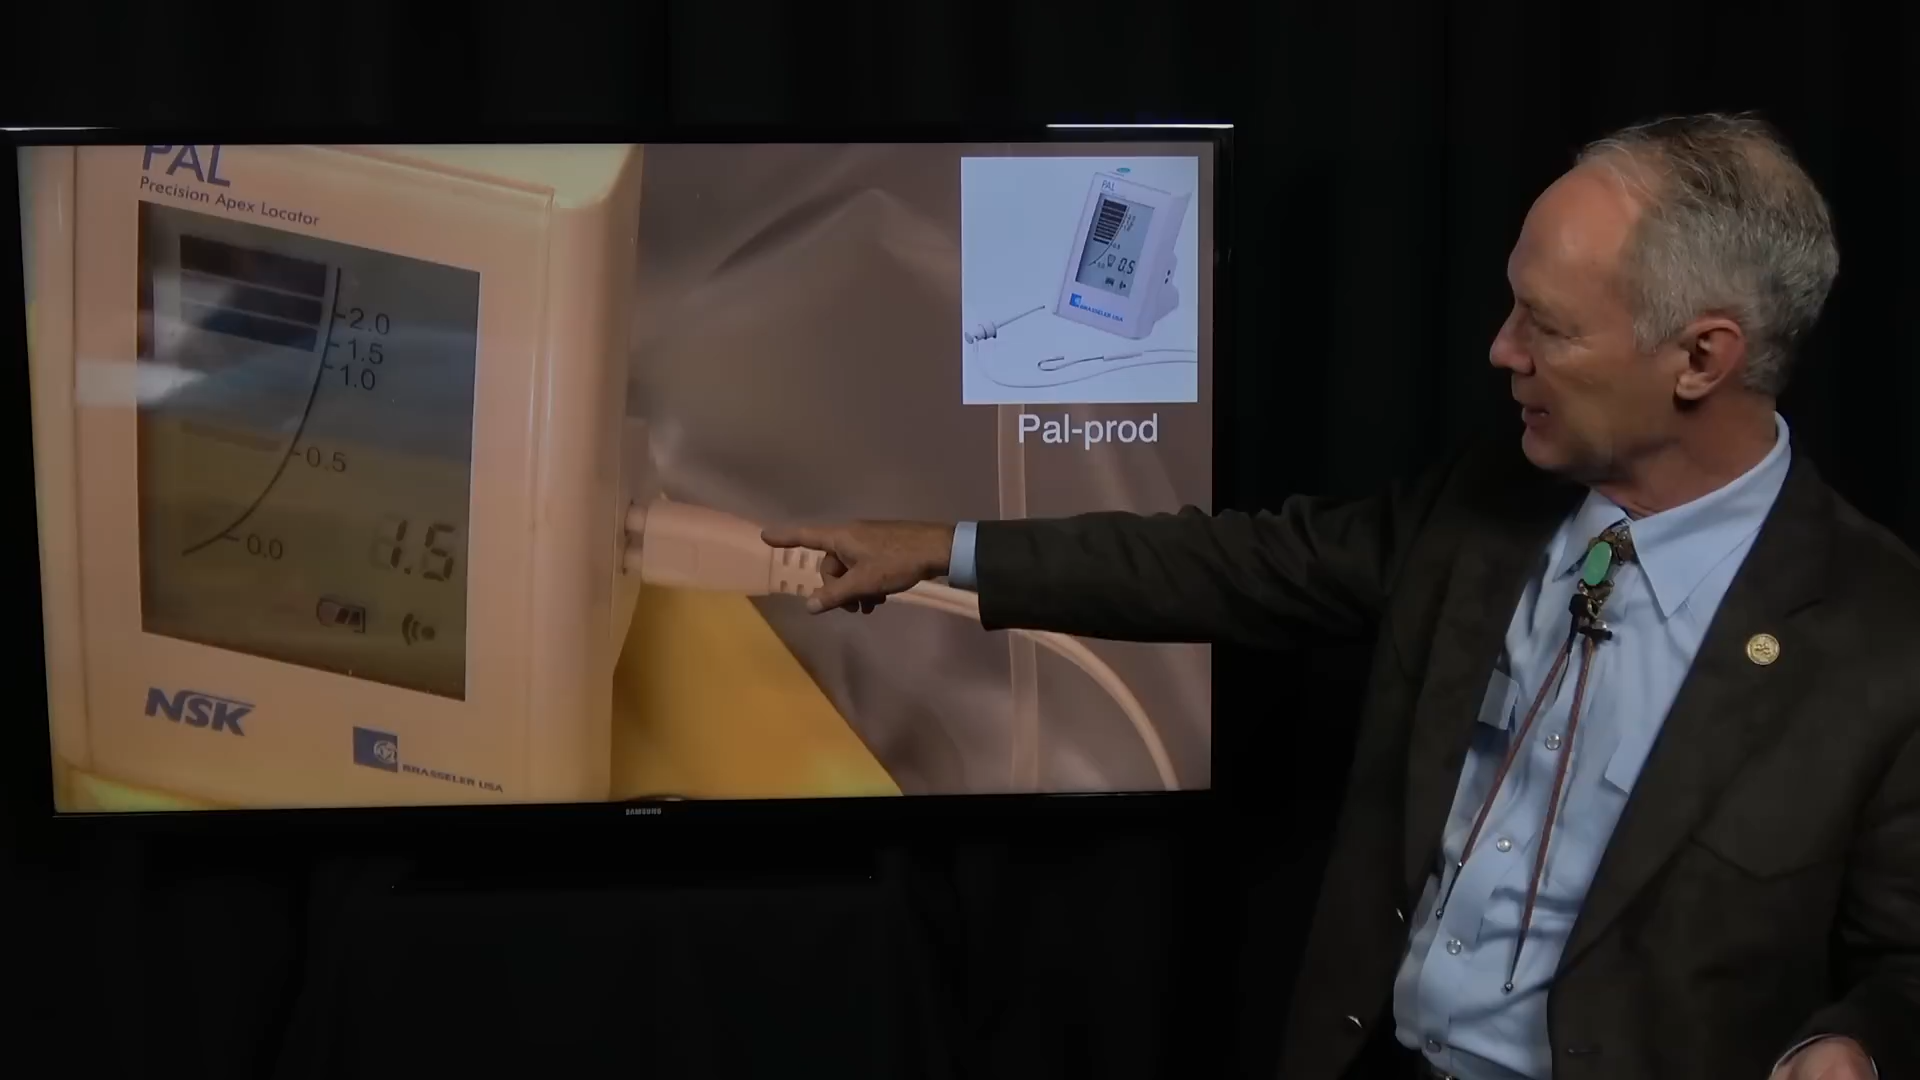 PAL
Precision Apex Locator
2.0
1.5
1.0
0.5
0.0
1.5
NSK
BRASSELER USA
PAL
0.5
BRASSELER USA
Pal-prod
SAMSUNG